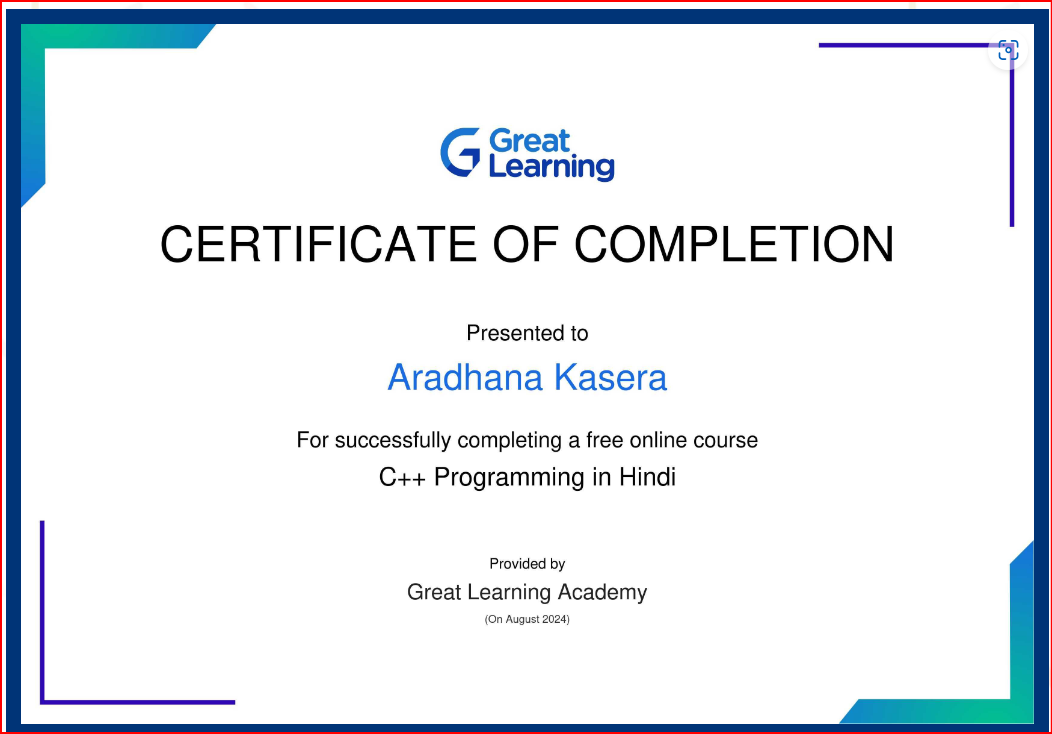 Great
Learning
CERTIFICATE OF COMPLETION
Presented to
Aradhana Kasera
For successfully completing a free online course
C++ Programming in Hindi
Provided by
Great Learning Academy
(On August 2024)